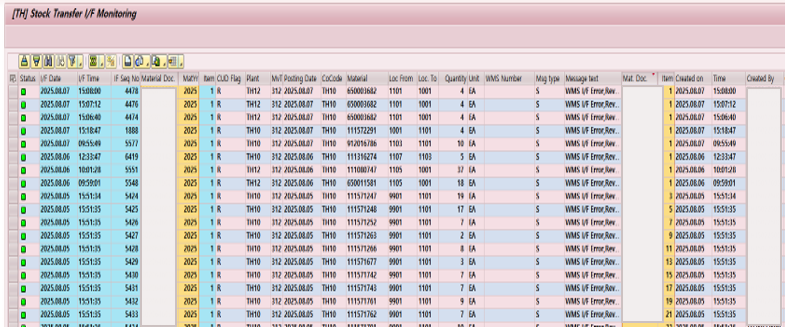 [TH] Stock Transfer I/F Monitoring
Status I/F Date I/F Time IF Seq No Material Doc. MatYr Item CUD Flag Plant MvT Posting Date CoCode Material Loc From Loc. To Quantity Unit WMS Number Msg type Message text Mat. Doc. Item Created on Time Created By
2025.08.07 15:08:00 4478 2025 1 R TH12 312 2025.08.07 TH10 650003682 1101 1001 4 EA S WMS I/F Error,Rev... 1 2025.08.07 15:08:00
2025.08.07 15:07:12 4476 2025 1 R TH12 312 2025.08.07 TH10 650003682 1101 1001 4 EA S WMS I/F Error,Rev... 1 2025.08.07 15:07:12
2025.08.07 15:06:40 4474 2025 1 R TH12 312 2025.08.07 TH10 650003682 1101 1001 4 EA S WMS I/F Error,Rev... 1 2025.08.07 15:06:40
2025.08.07 15:18:47 1888 2025 1 R TH10 312 2025.08.07 TH10 111572291 1001 1001 4 EA S WMS I/F Error,Rev... 1 2025.08.07 15:18:47
2025.08.07 09:55:49 5577 2025 1 R TH10 312 2025.08.07 TH10 912016786 1103 1101 10 EA S WMS I/F Error,Rev... 1 2025.08.07 09:55:49
2025.08.06 12:33:47 6419 2025 1 R TH10 312 2025.08.06 TH10 111316274 1107 1103 5 EA S WMS I/F Error,Rev... 1 2025.08.06 12:33:47
2025.08.06 10:01:28 5551 2025 1 R TH12 312 2025.08.06 TH10 111080747 1105 1001 37 EA S WMS I/F Error,Rev... 1 2025.08.06 10:01:28
2025.08.06 09:59:01 5548 2025 1 R TH12 312 2025.08.06 TH10 650011581 1105 1001 18 EA S WMS I/F Error,Rev... 1 2025.08.06 09:59:01
2025.08.05 15:51:34 5424 2025 1 R TH10 312 2025.08.05 TH10 111571247 9901 1101 19 EA S WMS I/F Error,Rev... 3 2025.08.05 15:51:34
2025.08.05 15:51:35 5425 2025 1 R TH10 312 2025.08.05 TH10 111571248 9901 1101 17 EA S WMS I/F Error,Rev... 5 2025.08.05 15:51:35
2025.08.05 15:51:35 5426 2025 1 R TH10 312 2025.08.05 TH10 111571252 9901 1101 7 EA S WMS I/F Error,Rev... 7 2025.08.05 15:51:35
2025.08.05 15:51:35 5427 2025 1 R TH10 312 2025.08.05 TH10 111571263 9901 1101 2 EA S WMS I/F Error,Rev... 9 2025.08.05 15:51:35
2025.08.05 15:51:35 5428 2025 1 R TH10 312 2025.08.05 TH10 111571266 9901 1101 8 EA S WMS I/F Error,Rev... 11 2025.08.05 15:51:35
2025.08.05 15:51:35 5429 2025 1 R TH10 312 2025.08.05 TH10 111571677 9901 1101 3 EA S WMS I/F Error,Rev... 13 2025.08.05 15:51:35
2025.08.05 15:51:35 5430 2025 1 R TH10 312 2025.08.05 TH10 111571742 9901 1101 7 EA S WMS I/F Error,Rev... 15 2025.08.05 15:51:35
2025.08.05 15:51:35 5431 2025 1 R TH10 312 2025.08.05 TH10 111571743 9901 1101 7 EA S WMS I/F Error,Rev... 17 2025.08.05 15:51:35
2025.08.05 15:51:35 5432 2025 1 R TH10 312 2025.08.05 TH10 111571761 9901 1101 9 EA S WMS I/F Error,Rev... 19 2025.08.05 15:51:35
2025.08.05 15:51:35 5433 2025 1 R TH10 312 2025.08.05 TH10 111571762 9901 1101 7 EA S WMS I/F Error,Rev... 21 2025.08.05 15:51:35